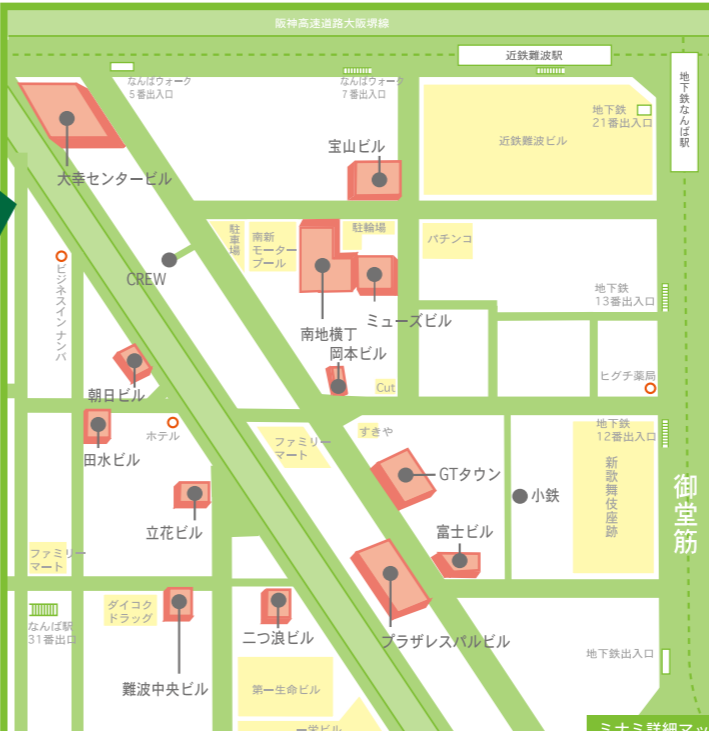 阪神高速道路大阪堺線
近鉄難波駅
地下鉄なんば駅
なんばウォーク
5番出入口
なんばウォーク
7番出入口
地下鉄
21番出入口
近鉄難波ビル
宝山ビル
大幸センタービル
駐車場
南新
モーター
プール
駐輪場
パチンコ
ビジネスインナンバ
CREW
地下鉄
13番出入口
ミューズビル
南地横丁
岡本ビル
ヒグチ薬局
朝日ビル
Cut
ホテル
ファミリー
マート
すきや
地下鉄
12番出入口
田水ビル
GTタウン
新歌舞伎座跡
御堂筋
小鉄
立花ビル
富士ビル
ファミリー
マート
ダイコク
ドラッグ
なんば駅
31番出口
二つ浪ビル
プラザレスパルビル
地下鉄出入口
難波中央ビル
第一生命ビル
一栄ビル
ミナミ詳細マッ